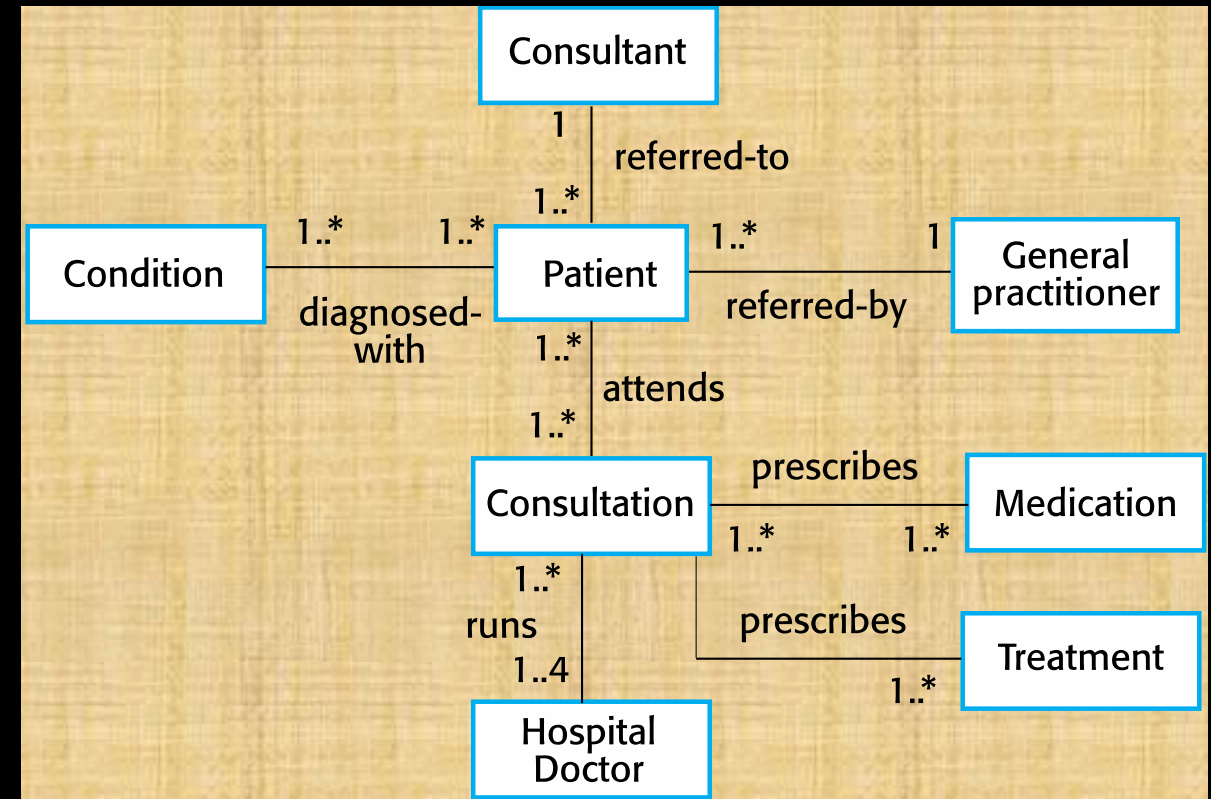 Consultant
1
referred-to
1..*
1..*
1..*
1..*
1
Condition
Patient
General
practitioner
diagnosed-
with
referred-by
1..*
attends
1..*
prescribes
Consultation
Medication
1..*
1..*
1..*
runs
prescribes
1..4
Treatment
1..*
Hospital
Doctor